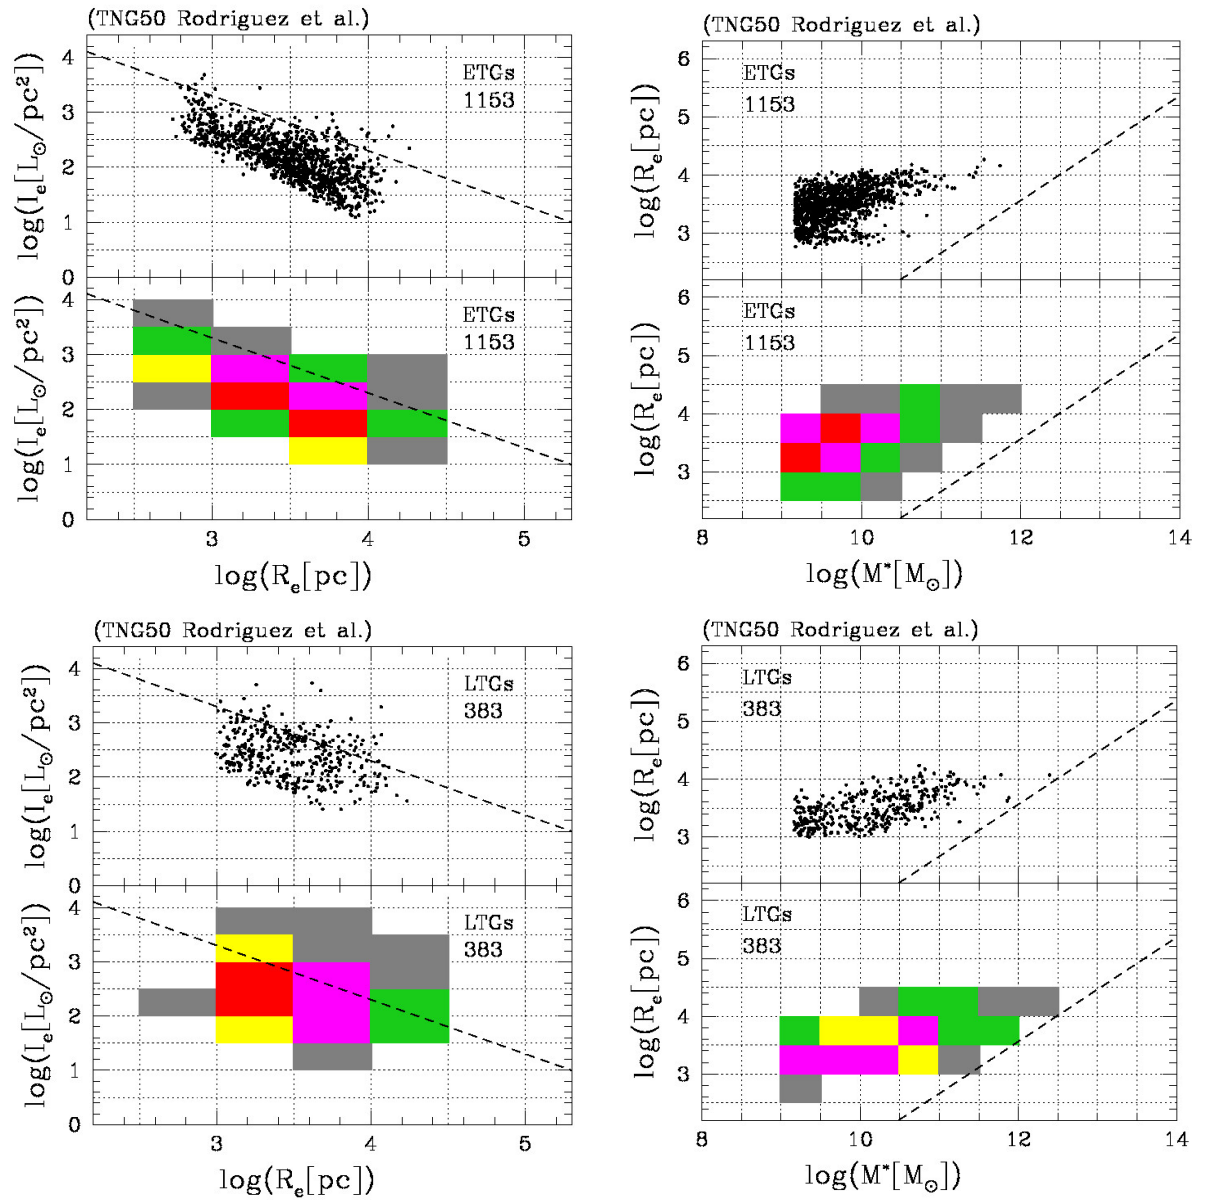 (TNG50 Rodriguez et al.)
ETGs
1153
log(I_e[L_⊙/pc²])
4
3
2
1
0
ETGs
1153
log(I_e[L_⊙/pc²])
4
3
2
1
0
3
4
5
log(R_e[pc])
(TNG50 Rodriguez et al.)
ETGs
1153
log(R_e[pc])
6
5
4
3
ETGs
1153
log(R_e[pc])
6
5
4
3
8
10
12
14
log(M*[M_⊙])
(TNG50 Rodriguez et al.)
LTGs
383
log(I_e[L_⊙/pc²])
4
3
2
1
0
LTGs
383
log(I_e[L_⊙/pc²])
4
3
2
1
0
3
4
5
log(R_e[pc])
(TNG50 Rodriguez et al.)
LTGs
383
log(R_e[pc])
6
5
4
3
LTGs
383
log(R_e[pc])
6
5
4
3
8
10
12
14
log(M*[M_⊙])